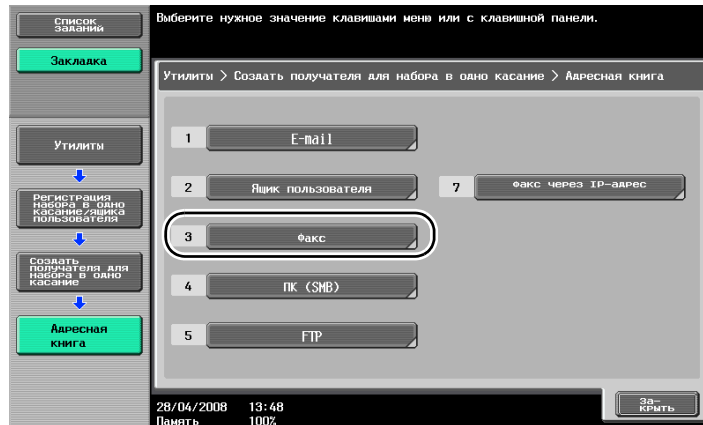 Список
заданий
Закладка
Выберите нужное значение клавишами меню или с клавишной панели.
Утилиты > Создать получателя для набора в одно касание > Адресная книга
Утилиты
Регистрация
набора в одно
касание/ящика
пользователя
Создать
получателя для
набора в одно
касание
Адресная
книга
1 E-mail
2 Ящик пользователя
7 Факс через IP-адрес
3 Факс
4 ПК (SMB)
5 FTP
28/04/2008 13:48
Память 100%
За-
крыть